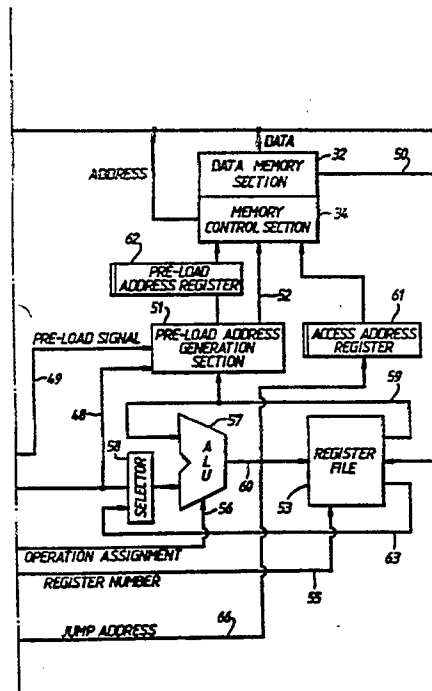 DATA
32
50
ADDRESS
DATA MEMORY
SECTION
MEMORY
CONTROL SECTION
34
62
PRE-LOAD
ADDRESS REGISTER
52
61
51
PRE-LOAD SIGNAL
PRE-LOAD ADDRESS
GENERATION
SECTION
ACCESS ADDRESS
REGISTER
49
59
48
57
58
SELECTOR
ALU
REGISTER
FILE
60
53
56
OPERATION ASSIGNMENT
63
REGISTER NUMBER
55
JUMP ADDRESS
66